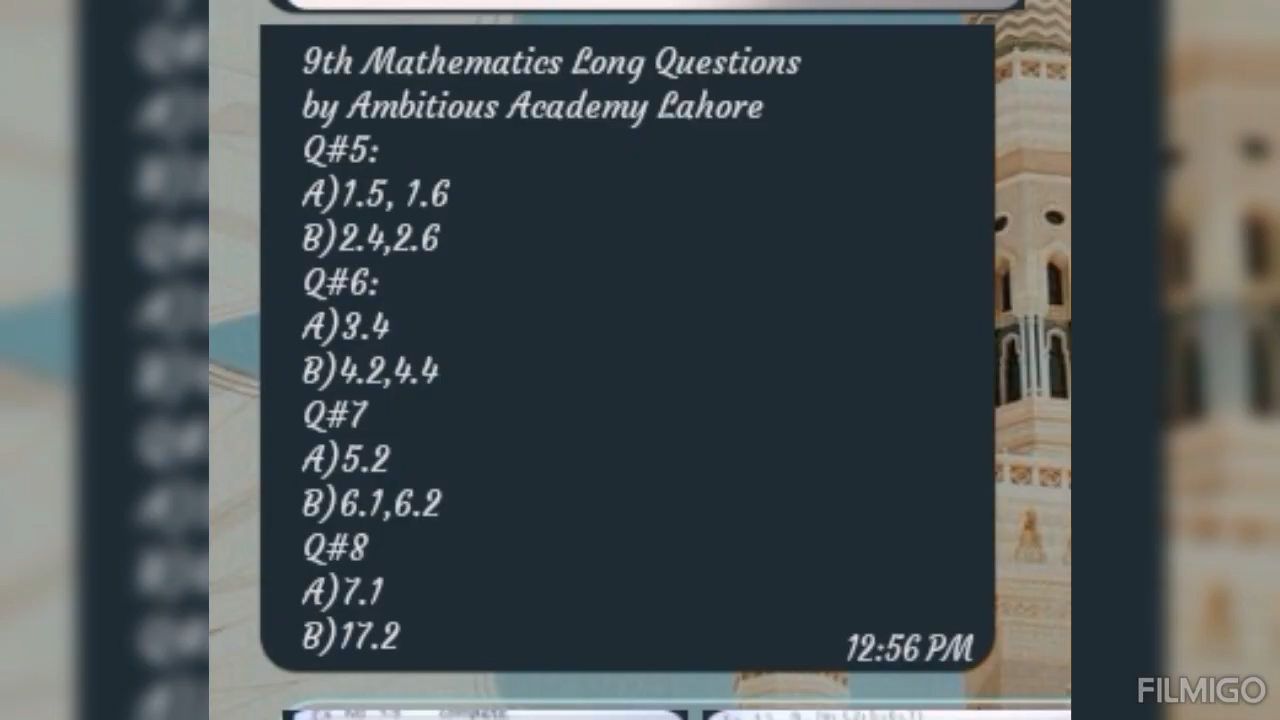 9th Mathematics Long Questions
by Ambitious Academy Lahore
Q#5:
A)1.5, 1.6
B)2.4,2.6
Q#6:
A)3.4
B)4.2,4.4
Q#7
A)5.2
B)6.1,6.2
Q#8
A)7.1
B)17.2
12:56 PM
FILMIGO